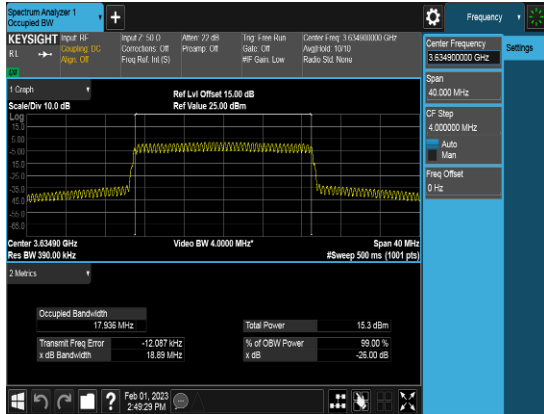 Spectrum Analyzer 1
Occupied BW
Frequency
KEYSIGHT
RL
Input: RF
Coupling: DC
Align: Off
Input Z: 50 Ω
Corrections: Off
Freq Ref: Int (S)
Atten: 22 dB
Preamp: Off
Trig: Free Run
Gate: Off
#IF Gain: Low
Center Freq: 3.634900000 GHz
Avg|Hold: 10/10
Radio Std: None
Center Frequency
3.634900000 GHz
Settings
Span
40.000 MHz
CF Step
4.000000 MHz
Auto
Man
Freq Offset
0 Hz
1 Graph
Scale/Div 10.0 dB
Ref Lvl Offset 15.00 dB
Ref Value 25.00 dBm
Log
15.0
5.00
-5.00
-15.0
-25.0
-35.0
-45.0
-55.0
-65.0
Center 3.63490 GHz
Res BW 390.00 kHz
Video BW 4.0000 MHz*
Span 40 MHz
#Sweep 500 ms (1001 pts)
2 Metrics
Occupied Bandwidth
17.936 MHz
Total Power 15.3 dBm
Transmit Freq Error -12.087 kHz
% of OBW Power 99.00 %
x dB Bandwidth 18.89 MHz
x dB -26.00 dB
Feb 01, 2023
2:49:29 PM